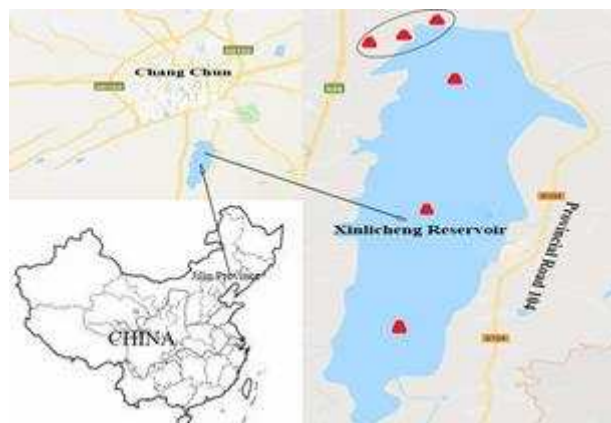 Chang Chun
Xinlicheng Reservoir
Provincial Road 104
Jilin Province
CHINA